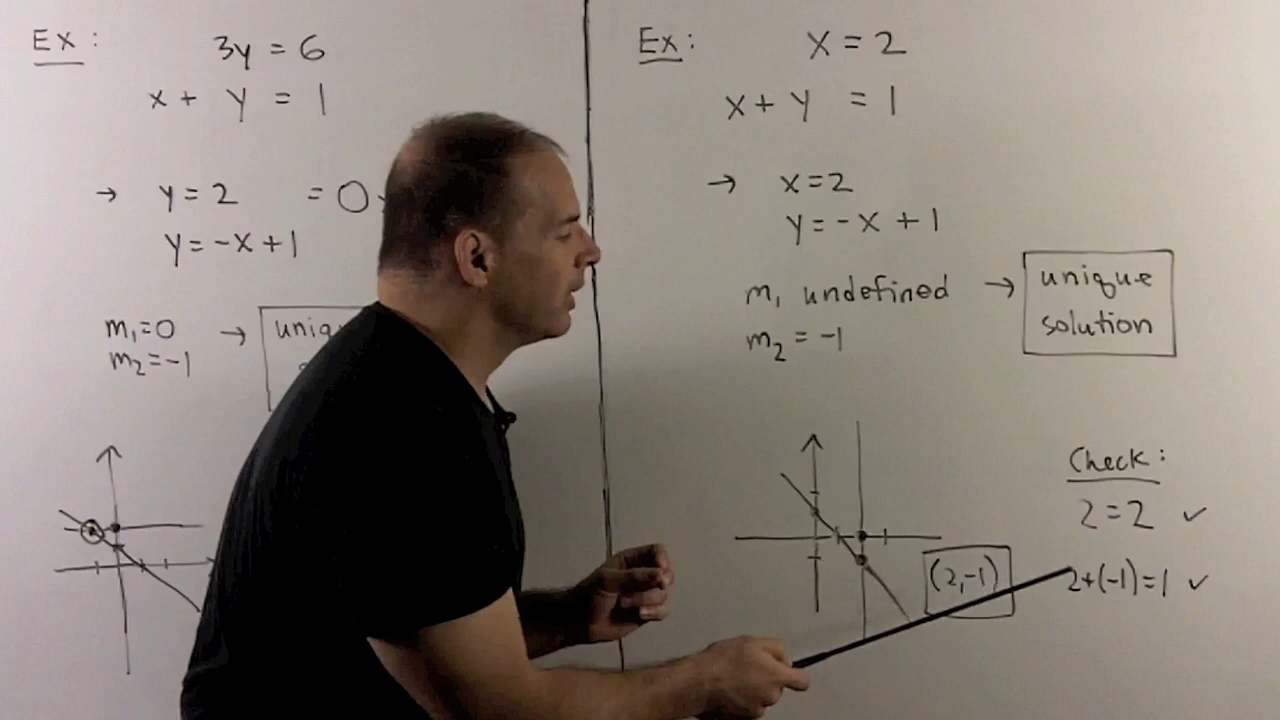 Ex:
3y = 6
x + y = 1
→ y = 2 = 0
y = -x + 1
m₁ = 0 →
m₂ = -1
Ex:
x = 2
x + y = 1
→ x = 2
y = -x + 1
m₁ undefined → unique
solution
m₂ = -1
Check:
2 = 2 ✓
(2,-1)
2+(-1) = 1 ✓